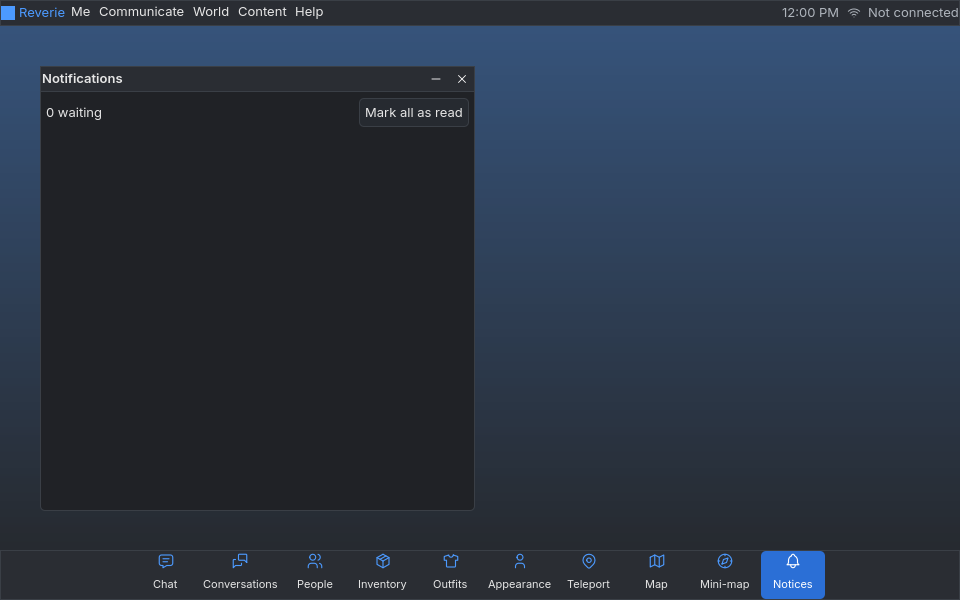 Reverie Me Communicate World Content Help 12:00 PM Not connected
Notifications
0 waiting Mark all as read
Chat Conversations People Inventory Outfits Appearance Teleport Map Mini-map Notices